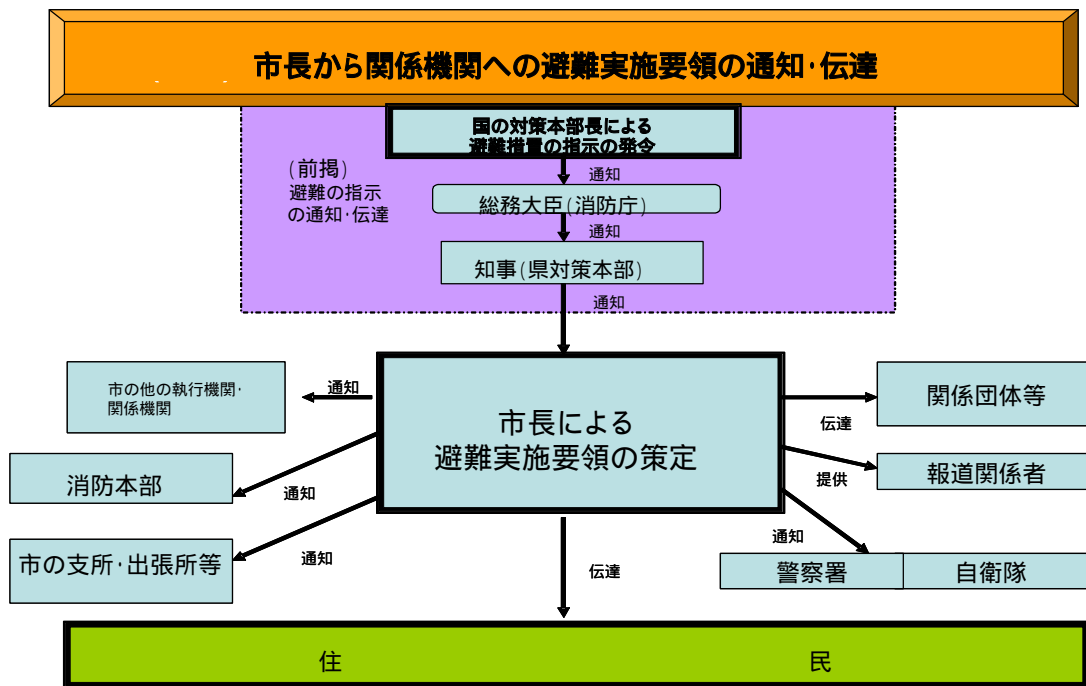 市長から関係機関への避難実施要領の通知・伝達
国の対策本部長による
避難措置の指示の発令
(前掲)
避難の指示
の通知・伝達
通知
総務大臣(消防庁)
通知
知事(県対策本部)
通知
市の他の執行機関・
関係機関
通知
市長による
避難実施要領の策定
伝達
関係団体等
消防本部
通知
提供
報道関係者
市の支所・出張所等
通知
伝達
通知
警察署
自衛隊
住 民